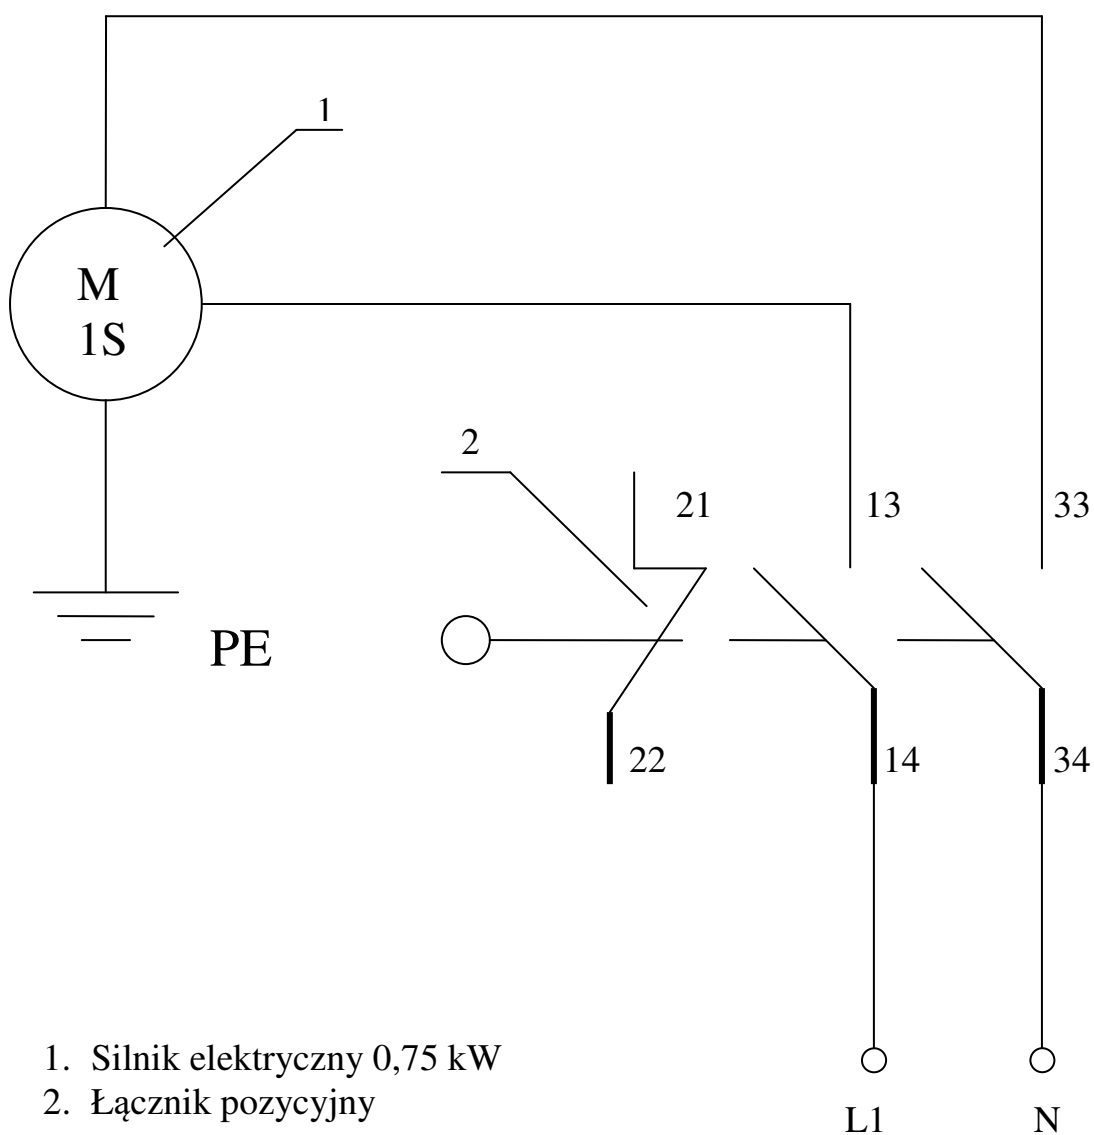 1
M
1S
2
21
13
33
PE
22
14
34
1. Silnik elektryczny 0,75 kW
2. Łącznik pozycyjny
L1
N